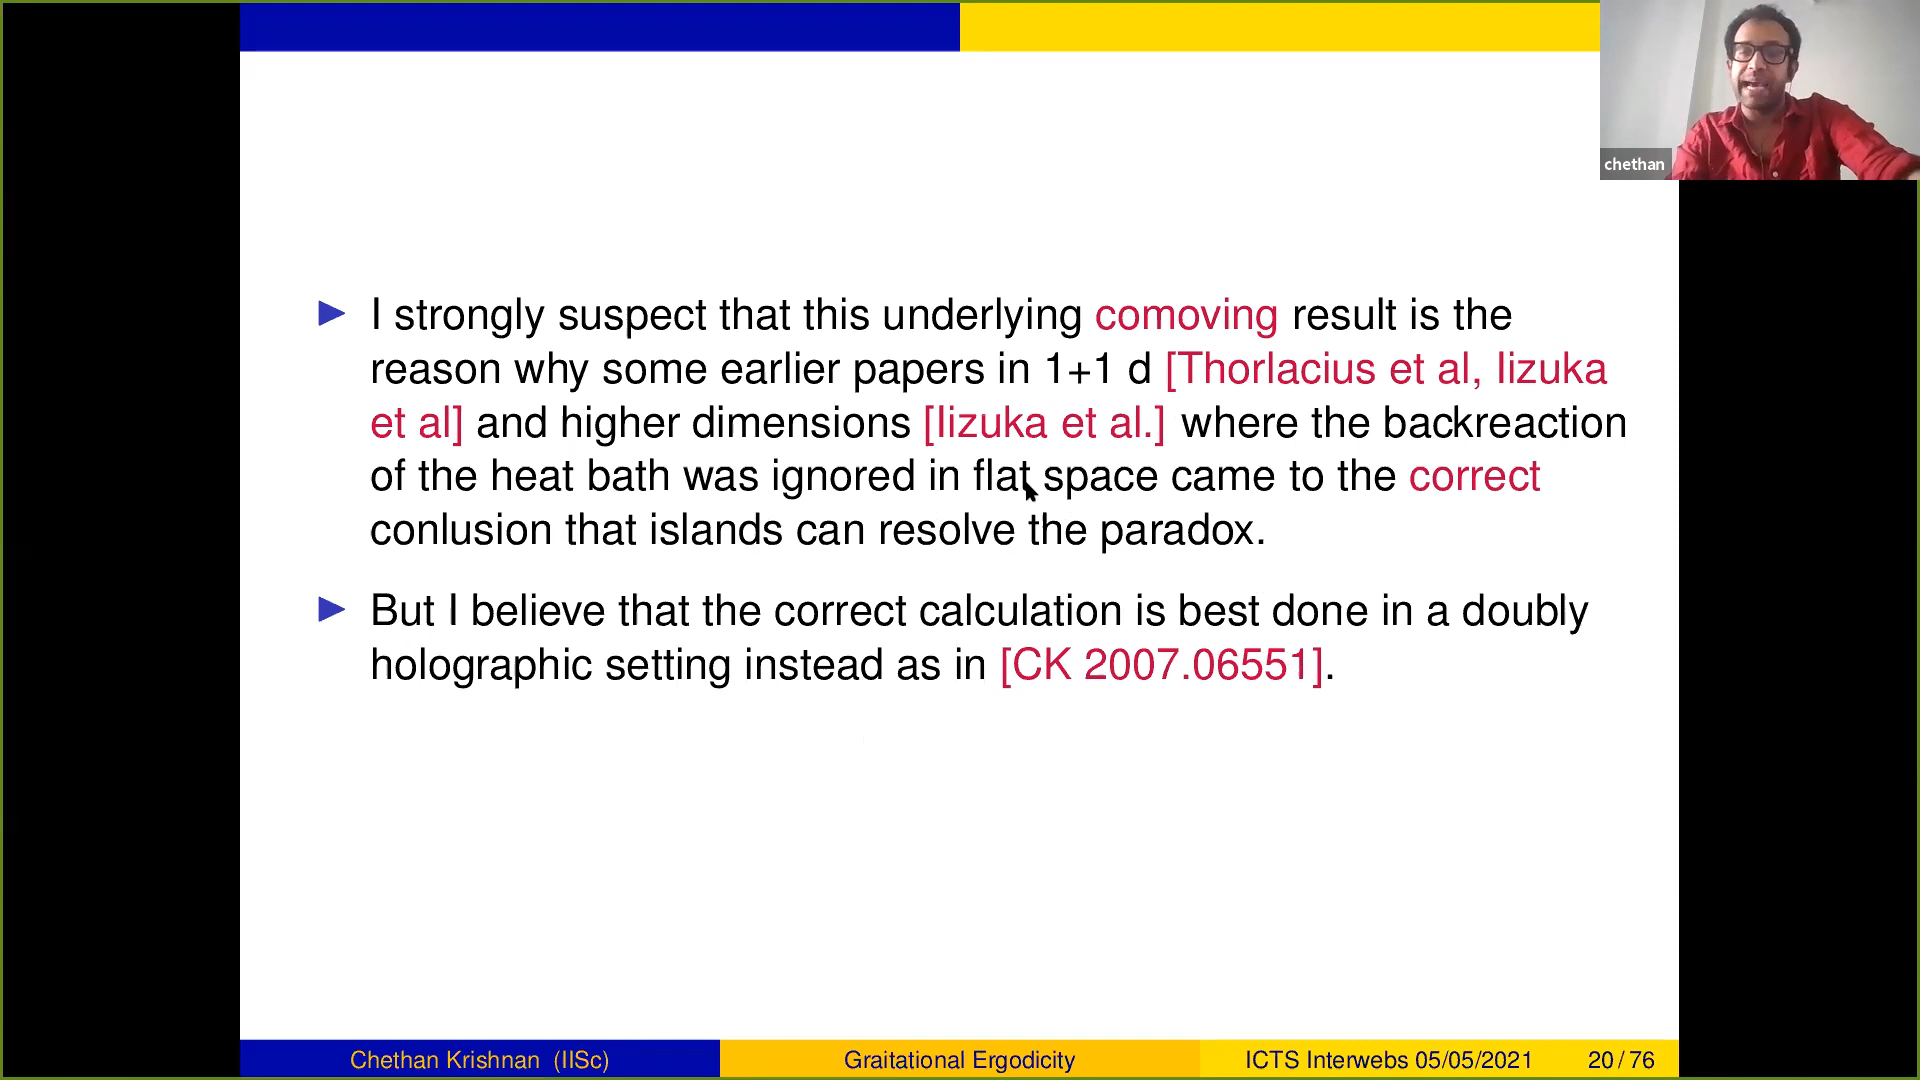 chethan
I strongly suspect that this underlying comoving result is the
reason why some earlier papers in 1+1 d [Thorlacius et al, Iizuka
et al] and higher dimensions [Iizuka et al.] where the backreaction
of the heat bath was ignored in flat space came to the correct
conlusion that islands can resolve the paradox.
But I believe that the correct calculation is best done in a doubly
holographic setting instead as in [CK 2007.06551].
Chethan Krishnan (IISc) Graitational Ergodicity ICTS Interwebs 05/05/2021 20 / 76